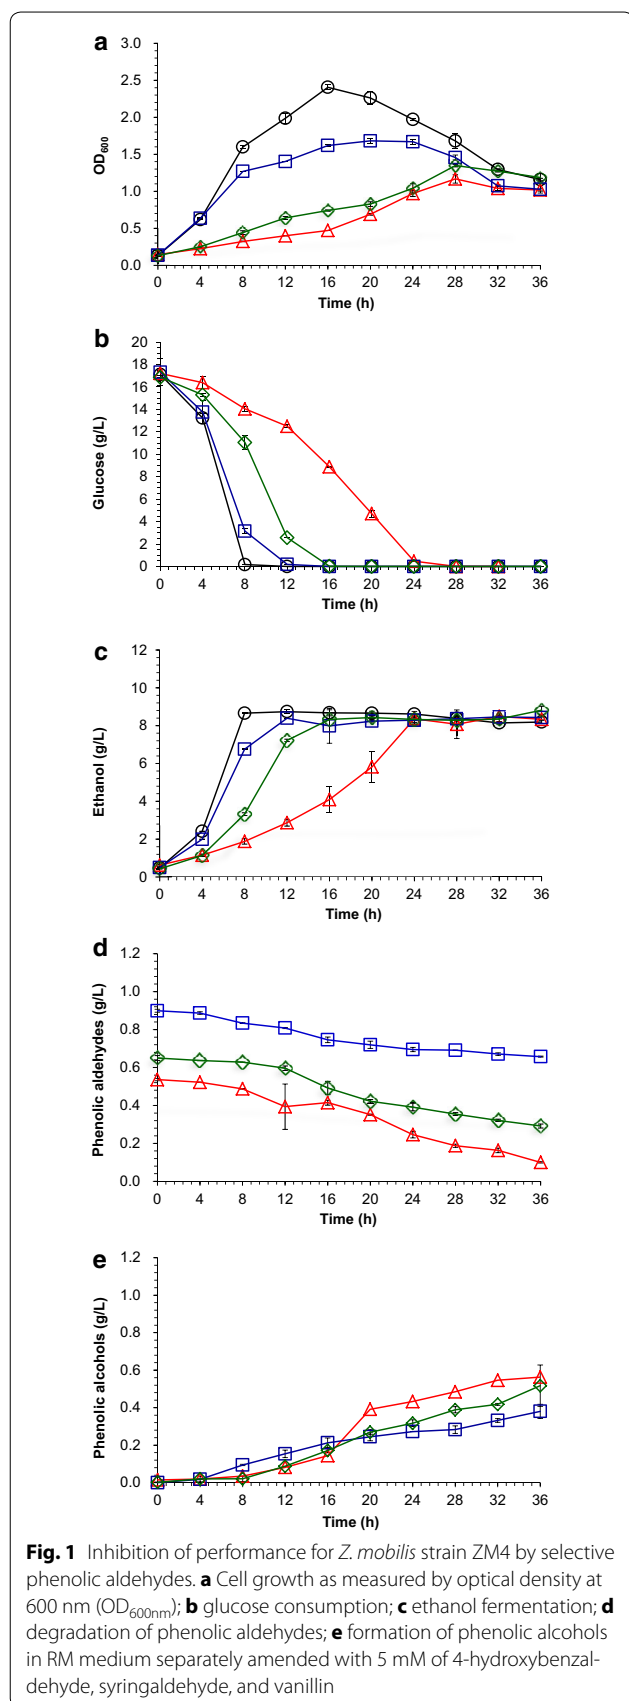 a
3.0
2.5
2.0
1.5
1.0
0.5
0.0
OD600
0 4 8 12 16 20 24 28 32 36
Time (h)
b
20
18
16
14
12
10
8
6
4
2
0
Glucose (g/L)
0 4 8 12 16 20 24 28 32 36
Time (h)
c
12
10
8
6
4
2
0
Ethanol (g/L)
0 4 8 12 16 20 24 28 32 36
Time (h)
d
1.2
1.0
0.8
0.6
0.4
0.2
0.0
Phenolic aldehydes (g/L)
0 4 8 12 16 20 24 28 32 36
Time (h)
e
1.2
1.0
0.8
0.6
0.4
0.2
0.0
Phenolic alcohols (g/L)
0 4 8 12 16 20 24 28 32 36
Time (h)
Fig. 1 Inhibition of performance for Z. mobilis strain ZM4 by selective
phenolic aldehydes. a Cell growth as measured by optical density at
600 nm (OD600nm); b glucose consumption; c ethanol fermentation; d
degradation of phenolic aldehydes; e formation of phenolic alcohols
in RM medium separately amended with 5 mM of 4-hydroxybenzal-
dehyde, syringaldehyde, and vanillin